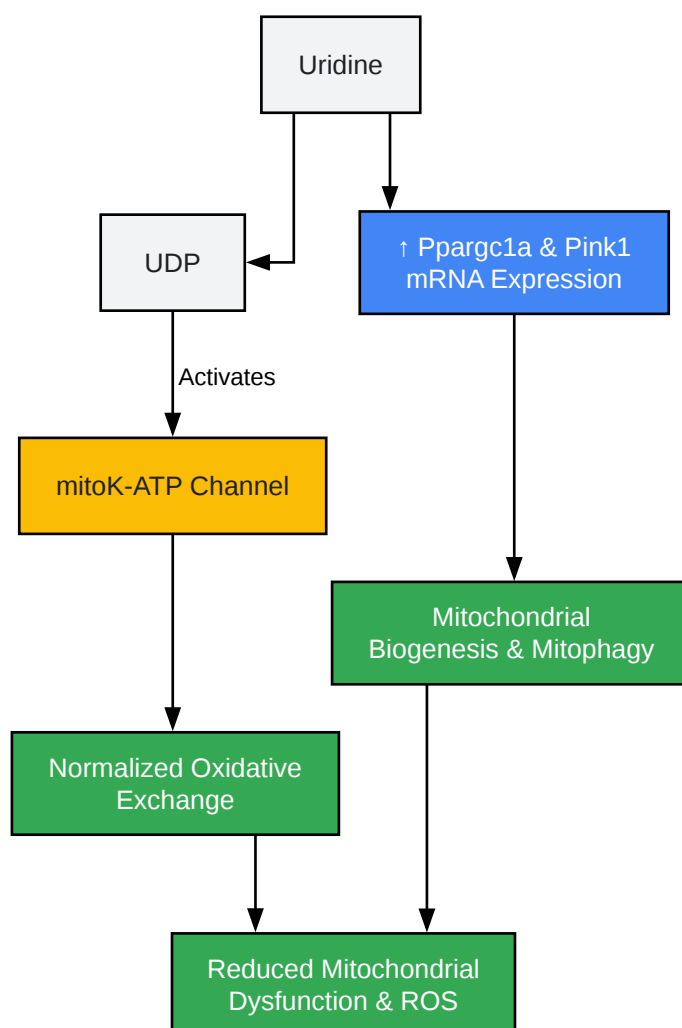 Uridine
UDP
↑ Ppargc1a & Pink1
mRNA Expression
Activates
mitoK-ATP Channel
Mitochondrial
Biogenesis & Mitophagy
Normalized Oxidative
Exchange
Reduced Mitochondrial
Dysfunction & ROS